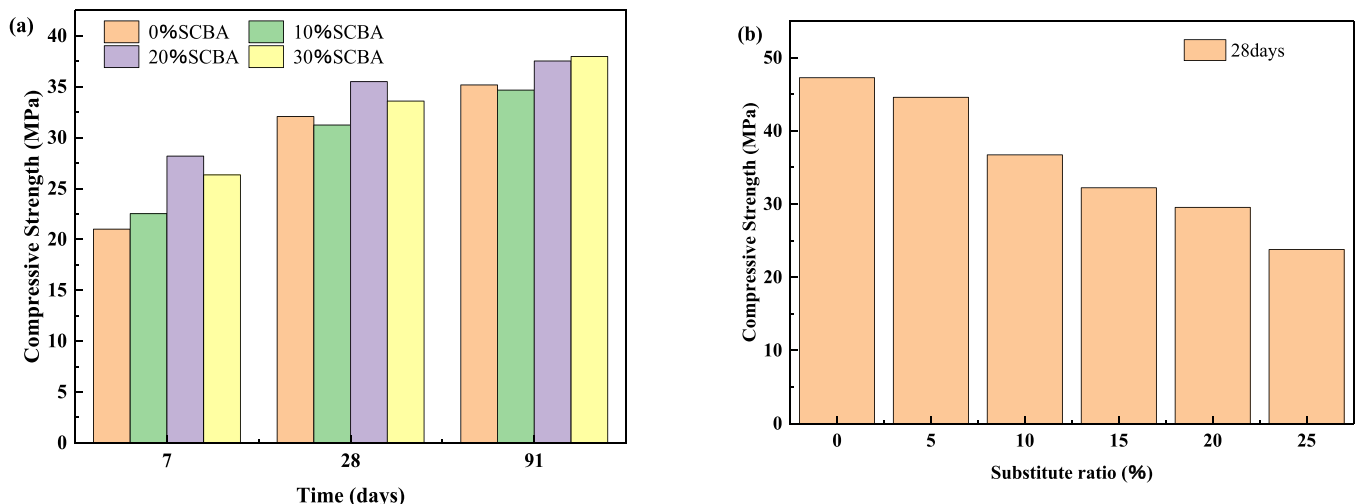 (a)
0%SCBA 10%SCBA
20%SCBA 30%SCBA
Compressive Strength (MPa)
40
35
30
25
20
15
10
5
0
7 28 91
Time (days)
(b)
28days
Compressive Strength (MPa)
50
40
30
20
10
0
0 5 10 15 20 25
Substitute ratio (%)